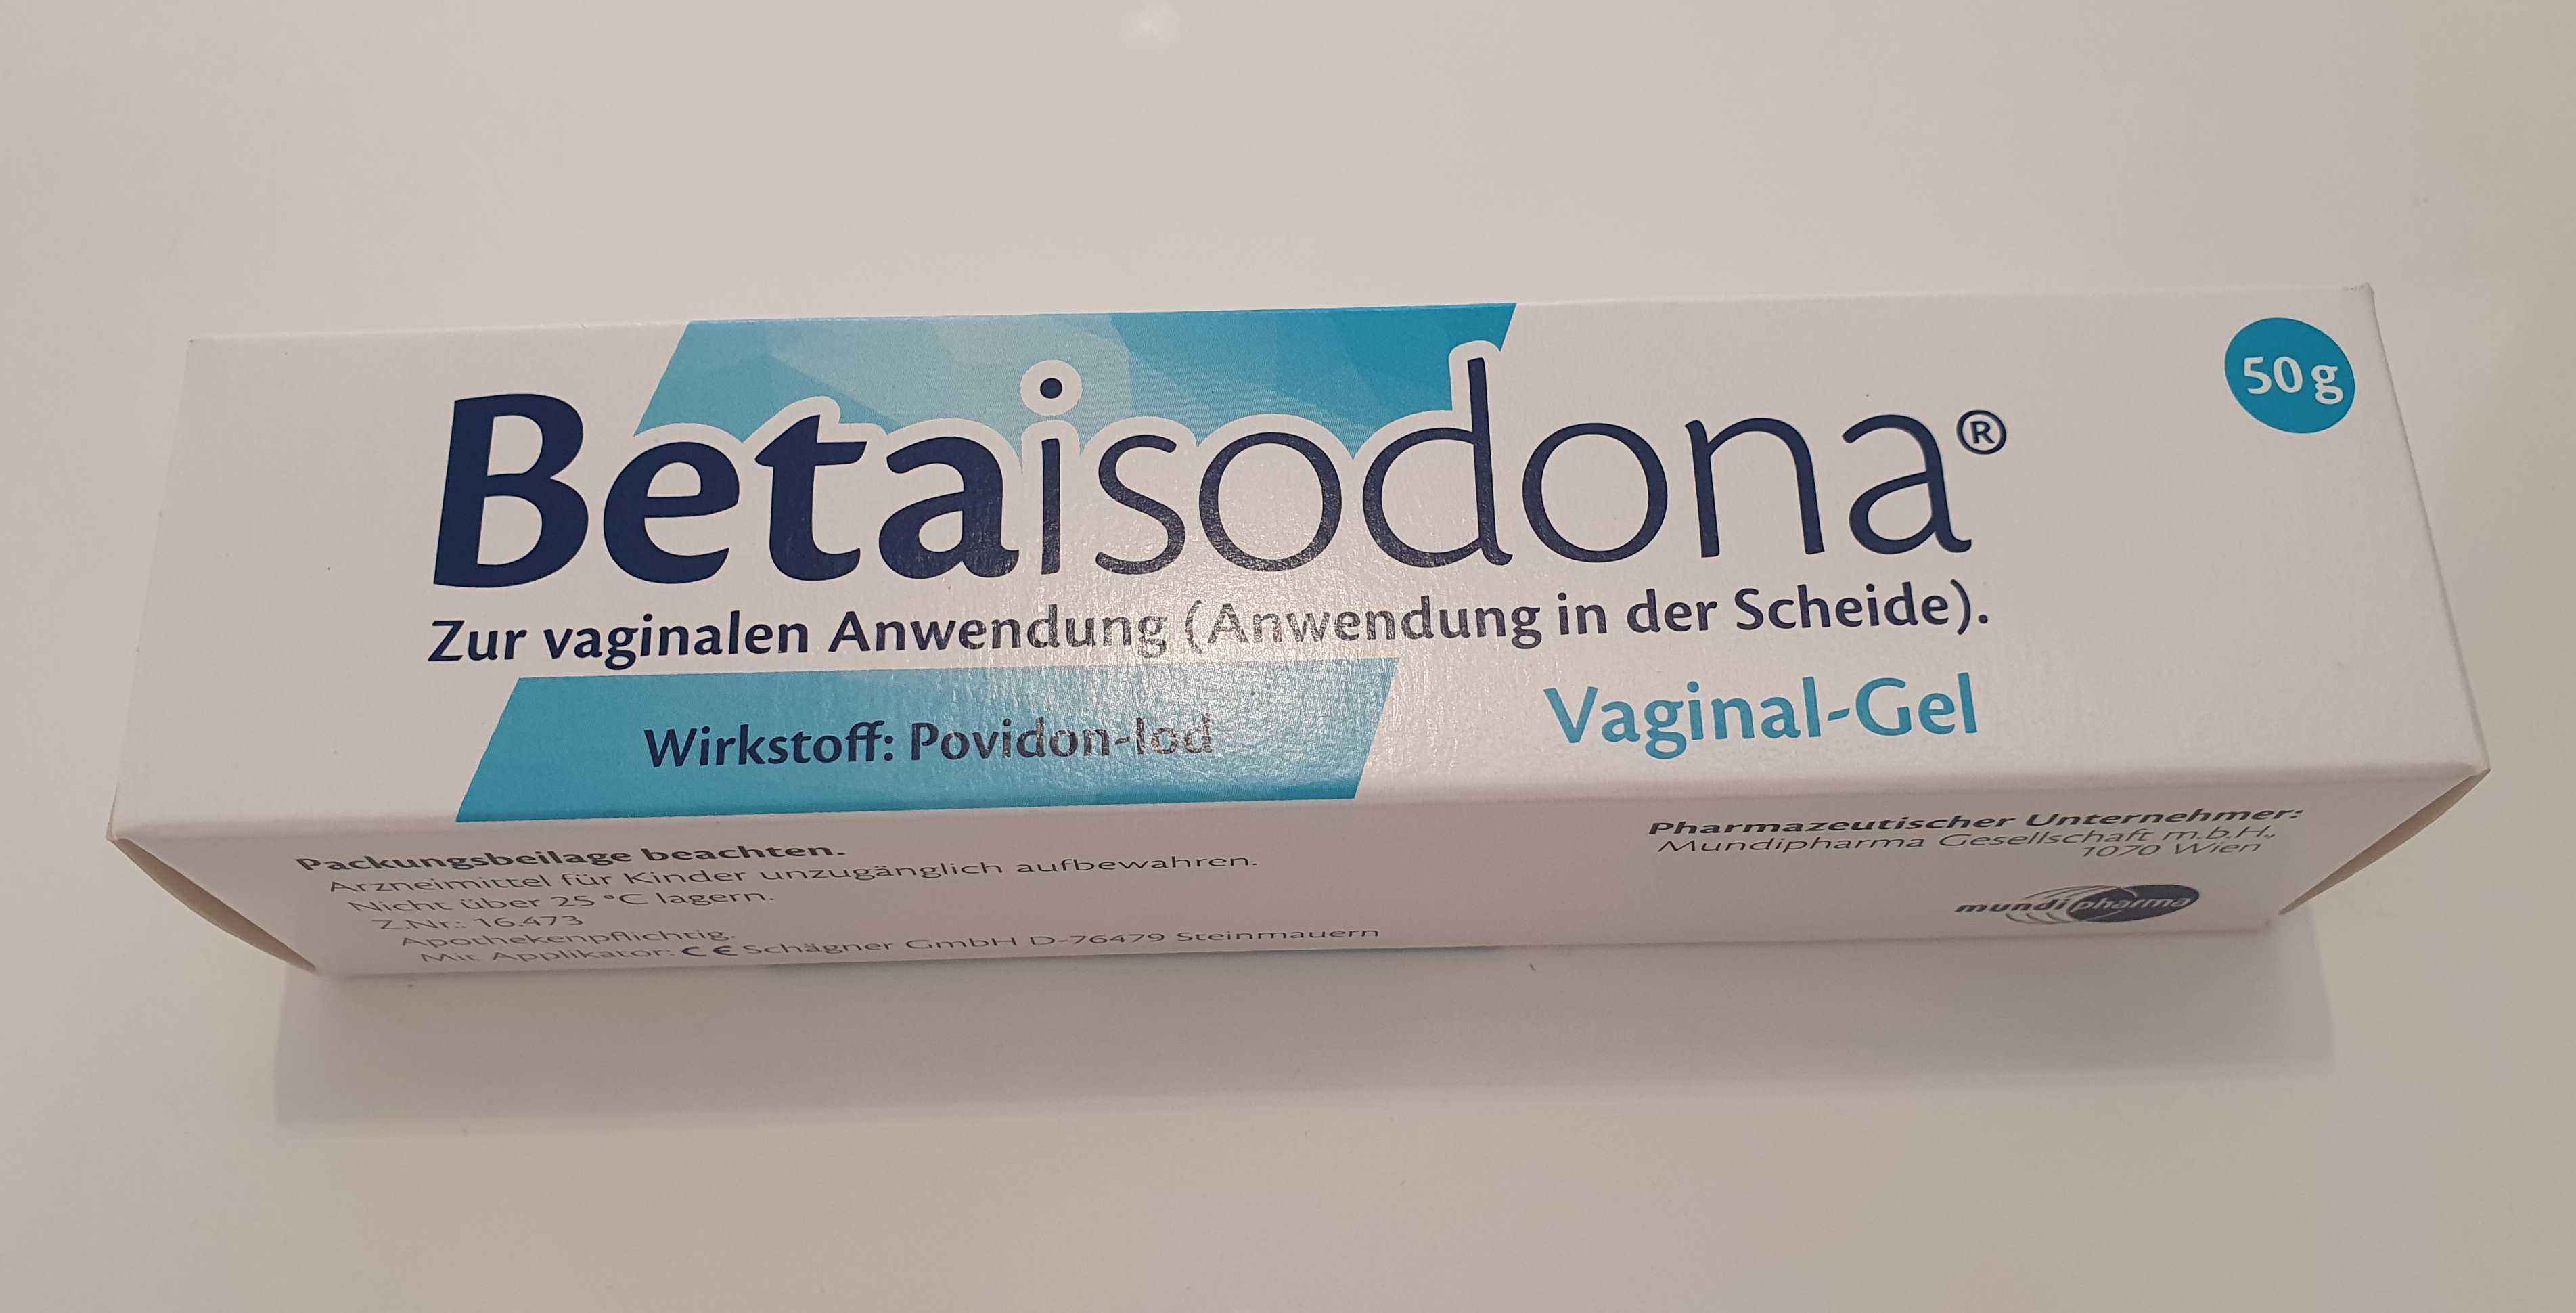 50 g
Betaisodona®
Zur vaginalen Anwendung (Anwendung in der Scheide).
Wirkstoff: Povidon-Iod
Vaginal-Gel
Packungsbeilage beachten.
Arzneimittel für Kinder unzugänglich aufbewahren.
Nicht über 25 °C lagern.
Z.Nr.: 16.473
Apothekenpflichtig.
Mit Applikator: CE Schägner GmbH D-76479 Steinmauern
Pharmazeutischer Unternehmer:
Mundipharma Gesellschaft m.b.H.,
1070 Wien
mundipharma